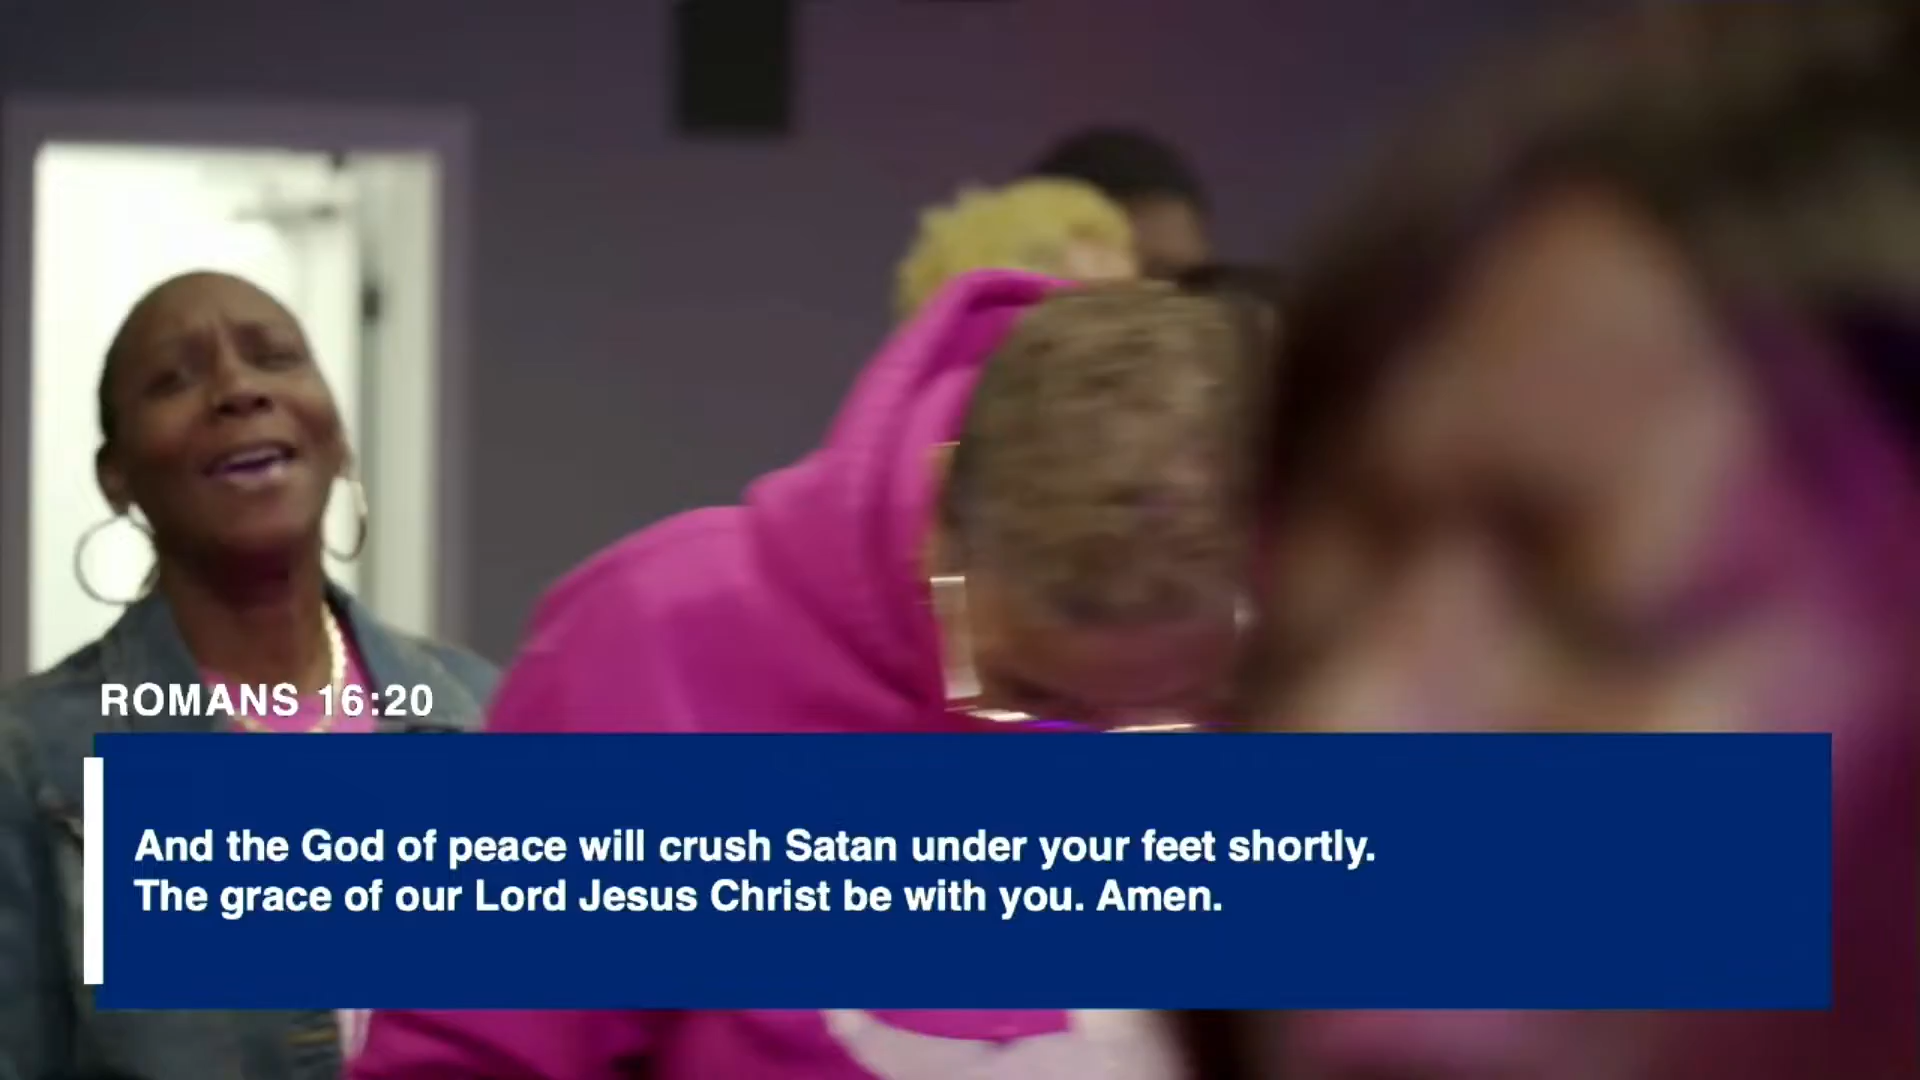 ROMANS 16:20
And the God of peace will crush Satan under your feet shortly.
The grace of our Lord Jesus Christ be with you. Amen.